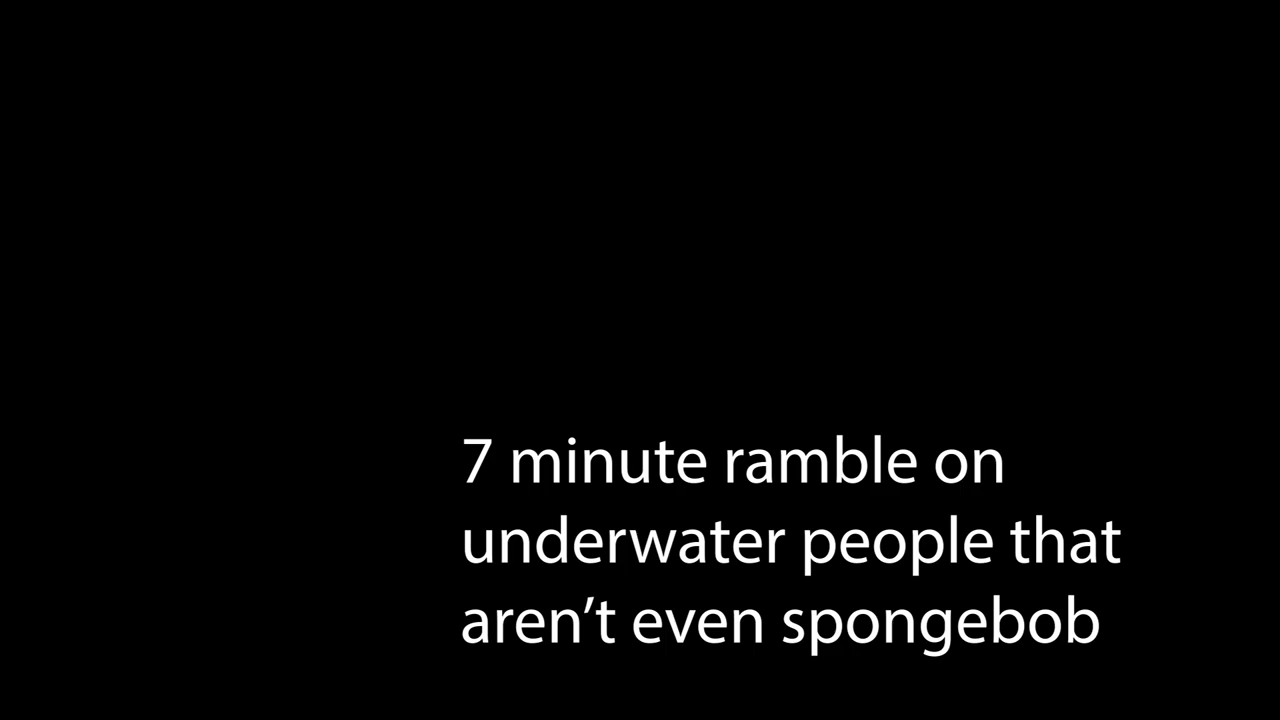 7 minute ramble on
underwater people that
aren’t even spongebob